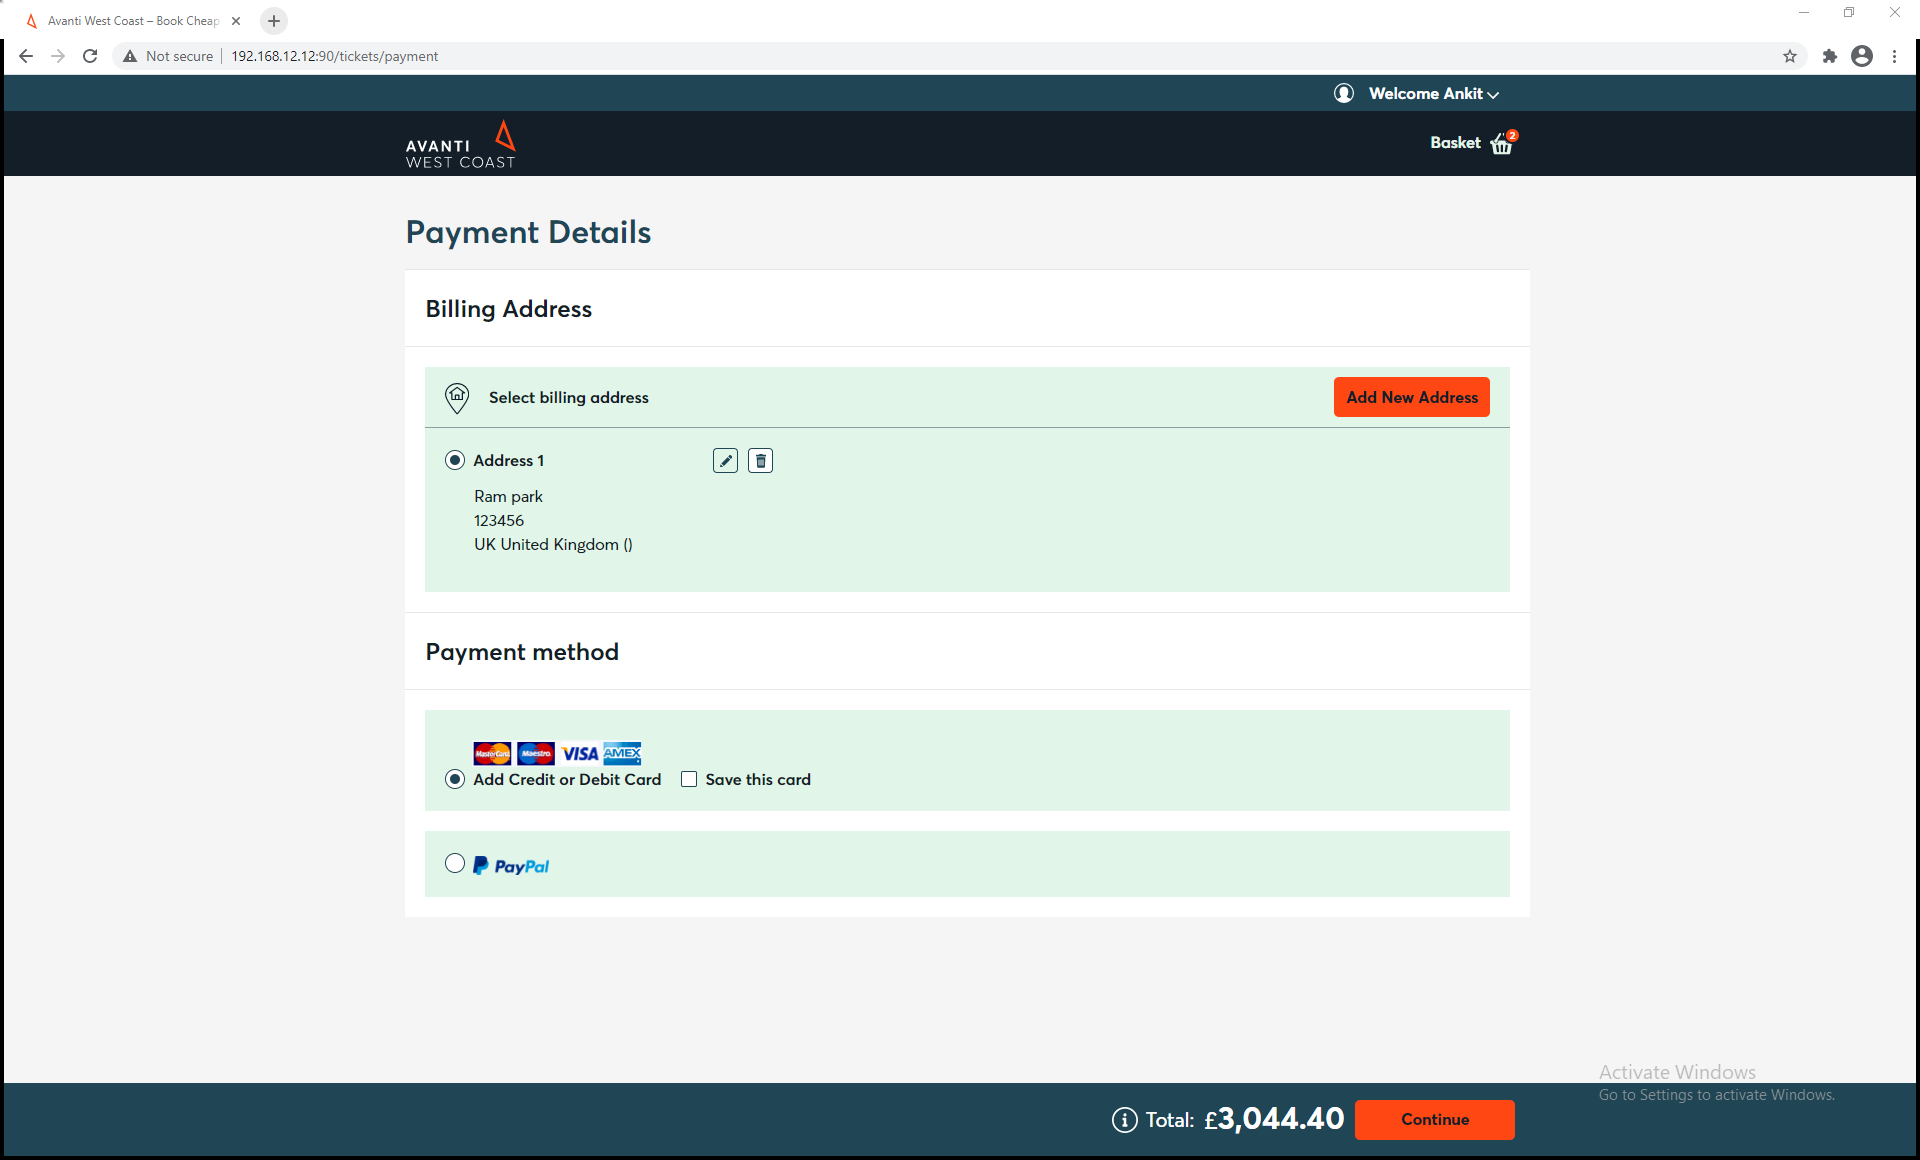 Avanti West Coast – Book Cheap
Not secure
192.168.12.12:90/tickets/payment
Welcome Ankit
AVANTI
WEST COAST
Basket
2
Payment Details
Billing Address
Select billing address
Add New Address
Address 1
Ram park
123456
UK United Kingdom ()
Payment method
MasterCard Maestro VISA AMEX
Add Credit or Debit Card
Save this card
PayPal
Activate Windows
Go to Settings to activate Windows.
Total: £3,044.40
Continue